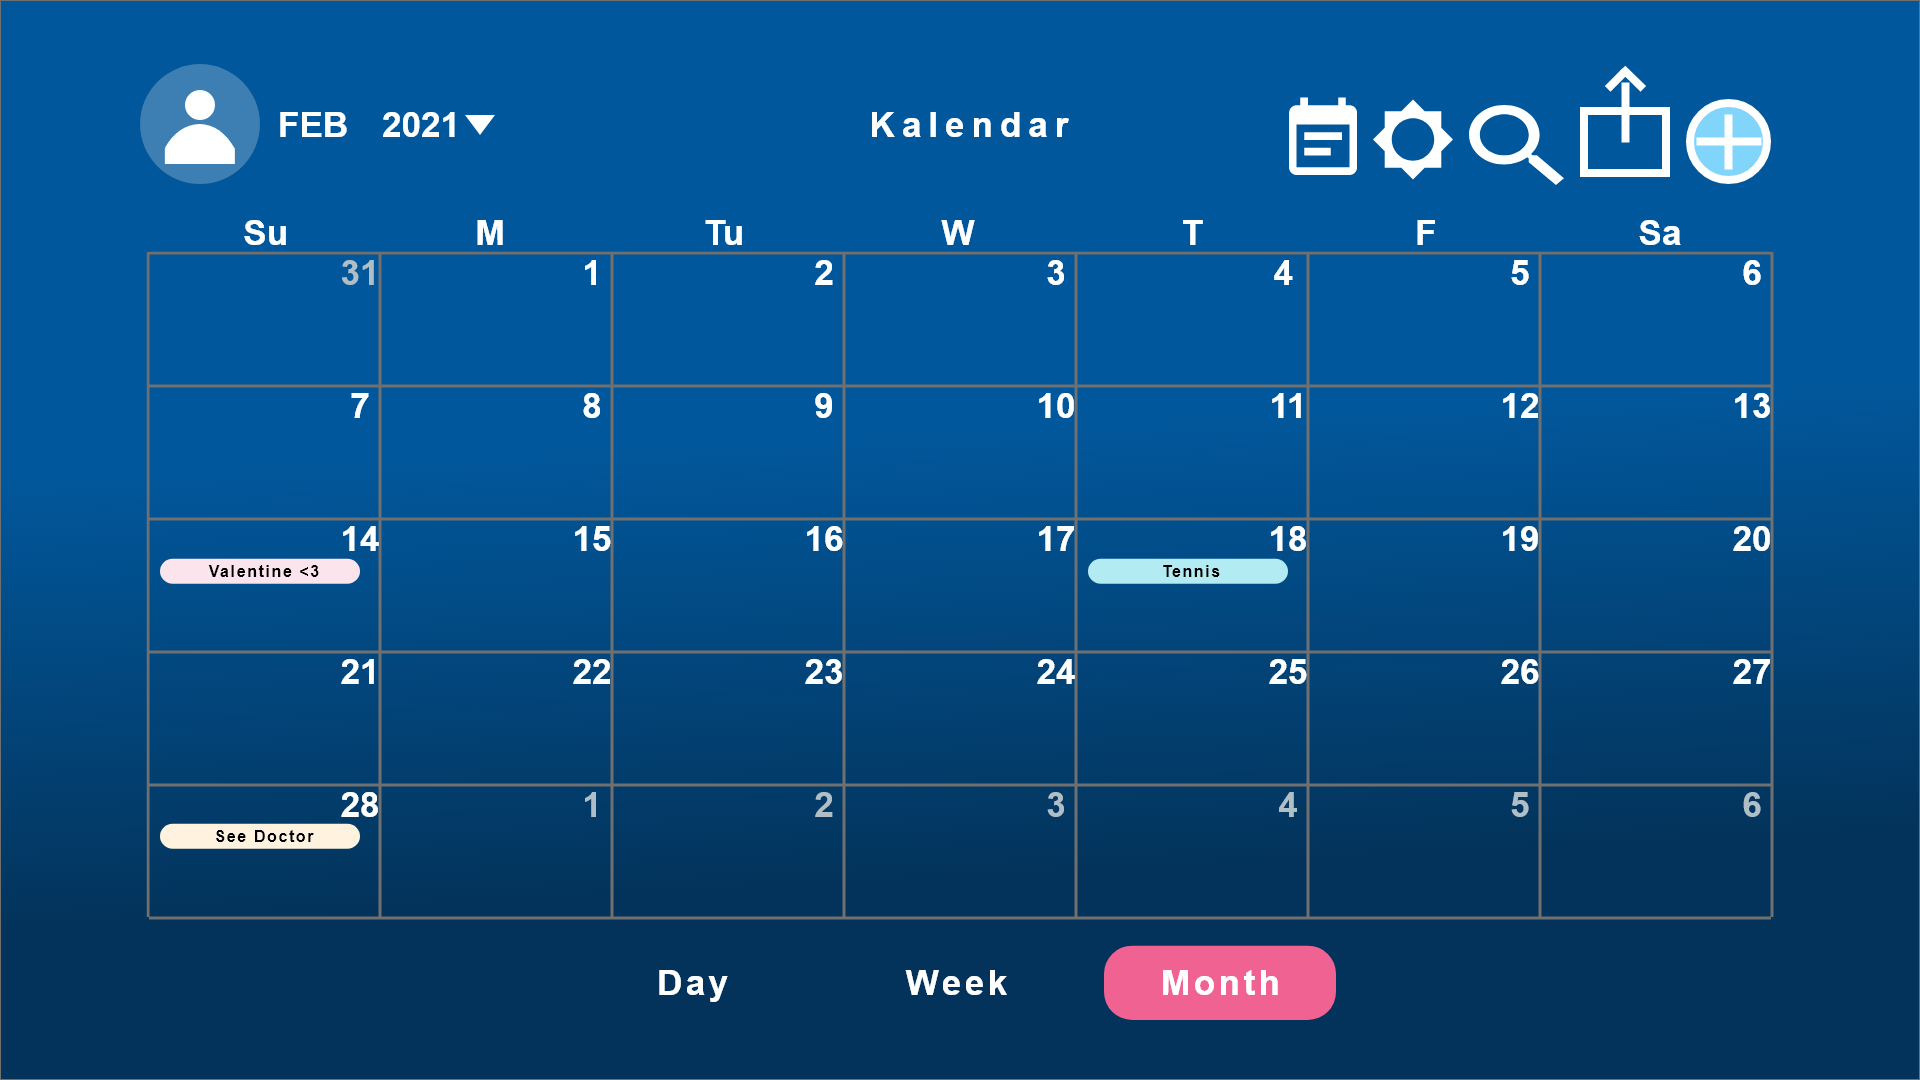 FEB 2021
Kalendar
Su M Tu W T F Sa
31 1 2 3 4 5 6
7 8 9 10 11 12 13
14 15 16 17 18 19 20
Valentine <3 Tennis
21 22 23 24 25 26 27
28 1 2 3 4 5 6
See Doctor
Day Week Month